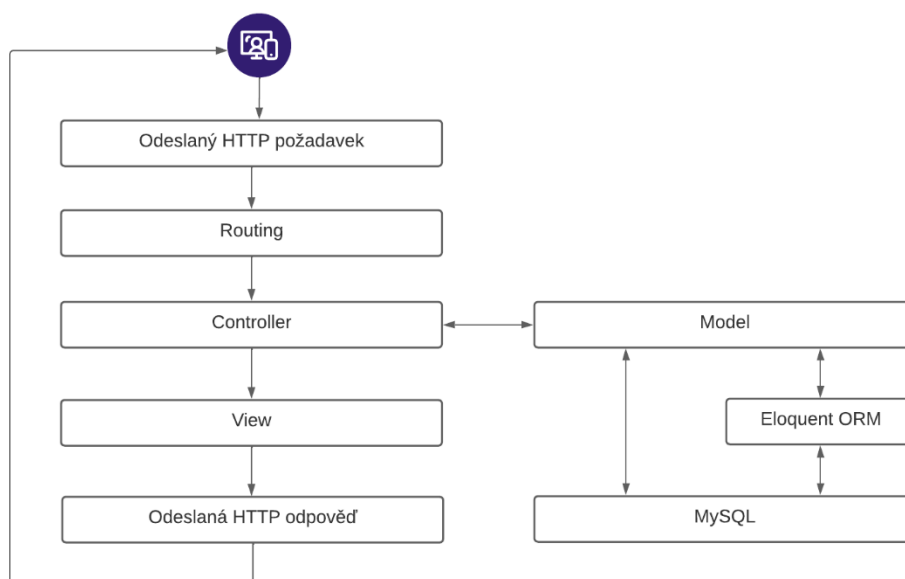 Odeslaný HTTP požadavek
Routing
Controller
Model
View
Eloquent ORM
Odeslaná HTTP odpověď
MySQL